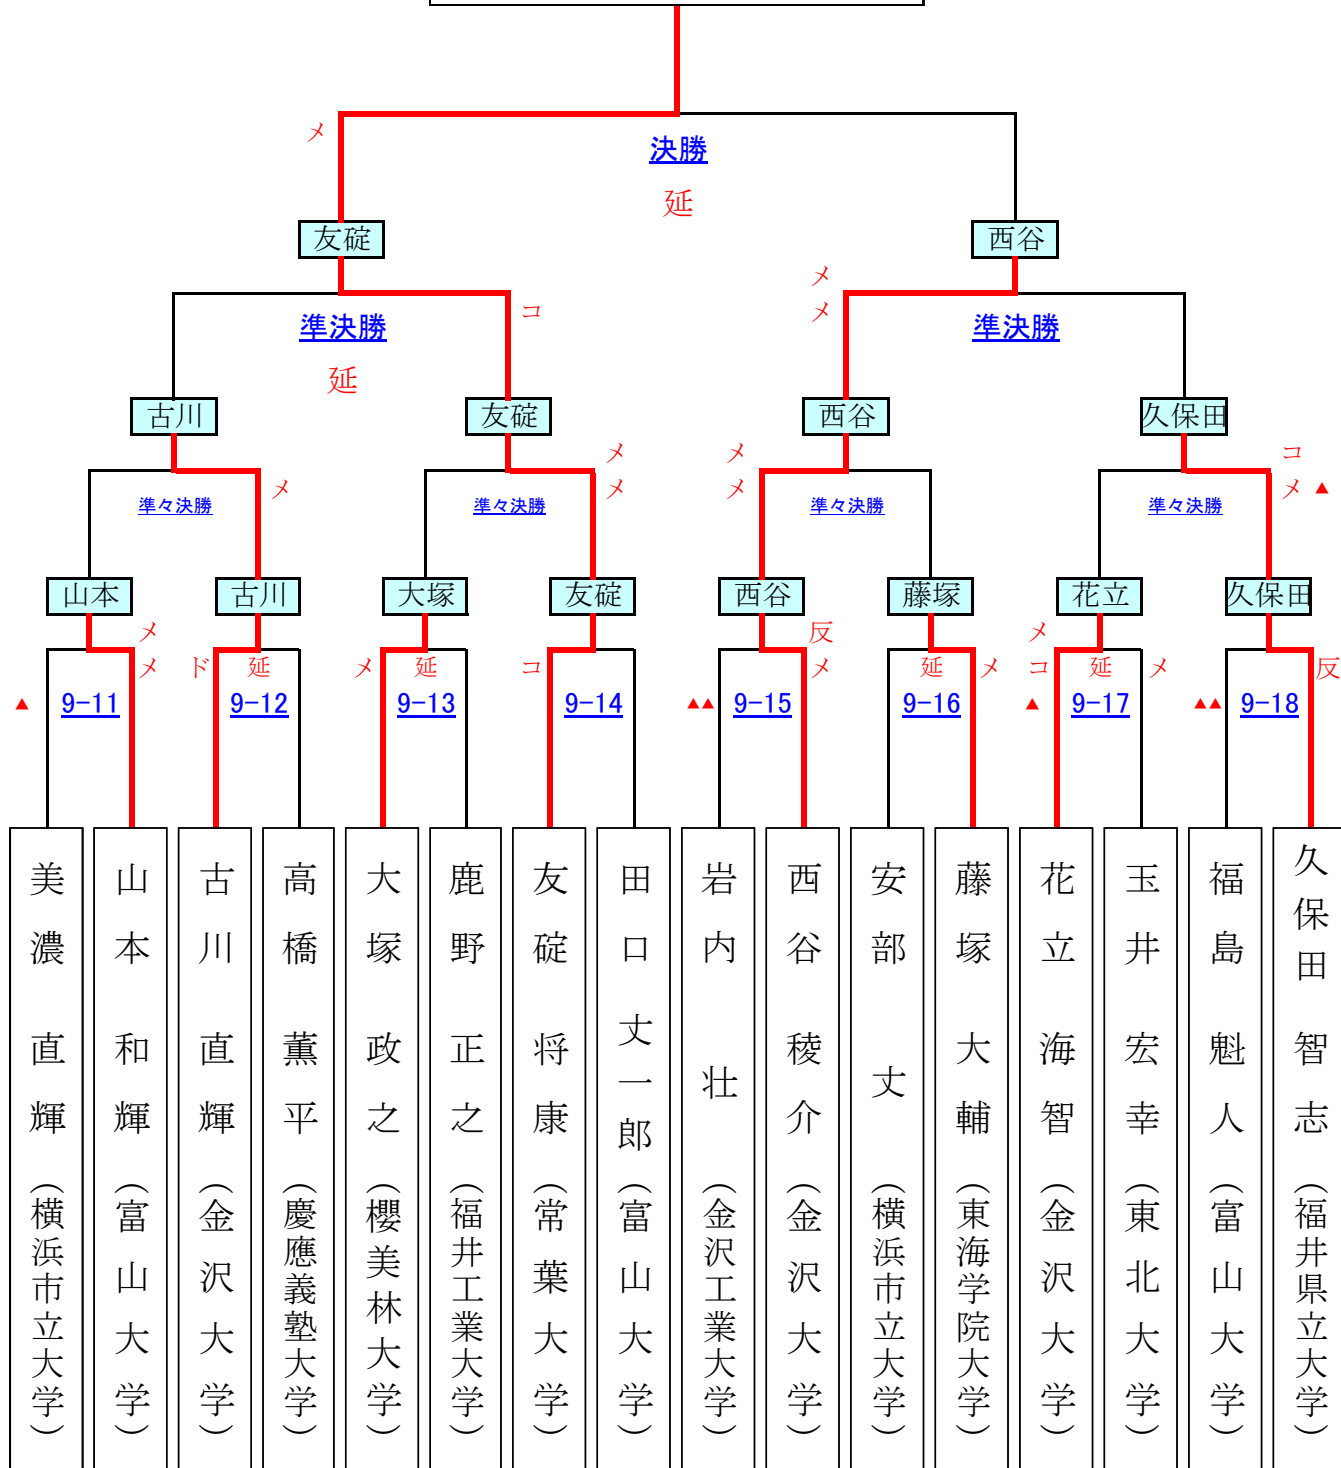 メ
決勝
延
友碇
西谷
メ
メ
コ
準決勝
準決勝
延
古川
友碇
西谷
久保田
メ
メ
メ
メ
メ
コ
メ ▲
準々決勝
準々決勝
準々決勝
準々決勝
山本
古川
大塚
友碇
西谷
藤塚
花立
久保田
メ
メ
ド 延
メ 延
コ
反
メ
延 メ
メ
コ 延 メ
反
▲ 9-11
9-12
9-13
9-14
▲▲ 9-15
9-16
▲ 9-17
▲▲ 9-18
美濃 直輝(横浜市立大学)
山本 和輝(富山大学)
古川 直輝(金沢大学)
高橋 薫平(慶應義塾大学)
大塚 政之(櫻美林大学)
鹿野 正之(福井工業大学)
友碇 将康(常葉大学)
田口 丈一郎(富山大学)
岩内 壮(金沢工業大学)
西谷 稜介(金沢大学)
安部 丈(横浜市立大学)
藤塚 大輔(東海学院大学)
花立 海智(金沢大学)
玉井 宏幸(東北大学)
福島 魁人(富山大学)
久保田 智志(福井県立大学)